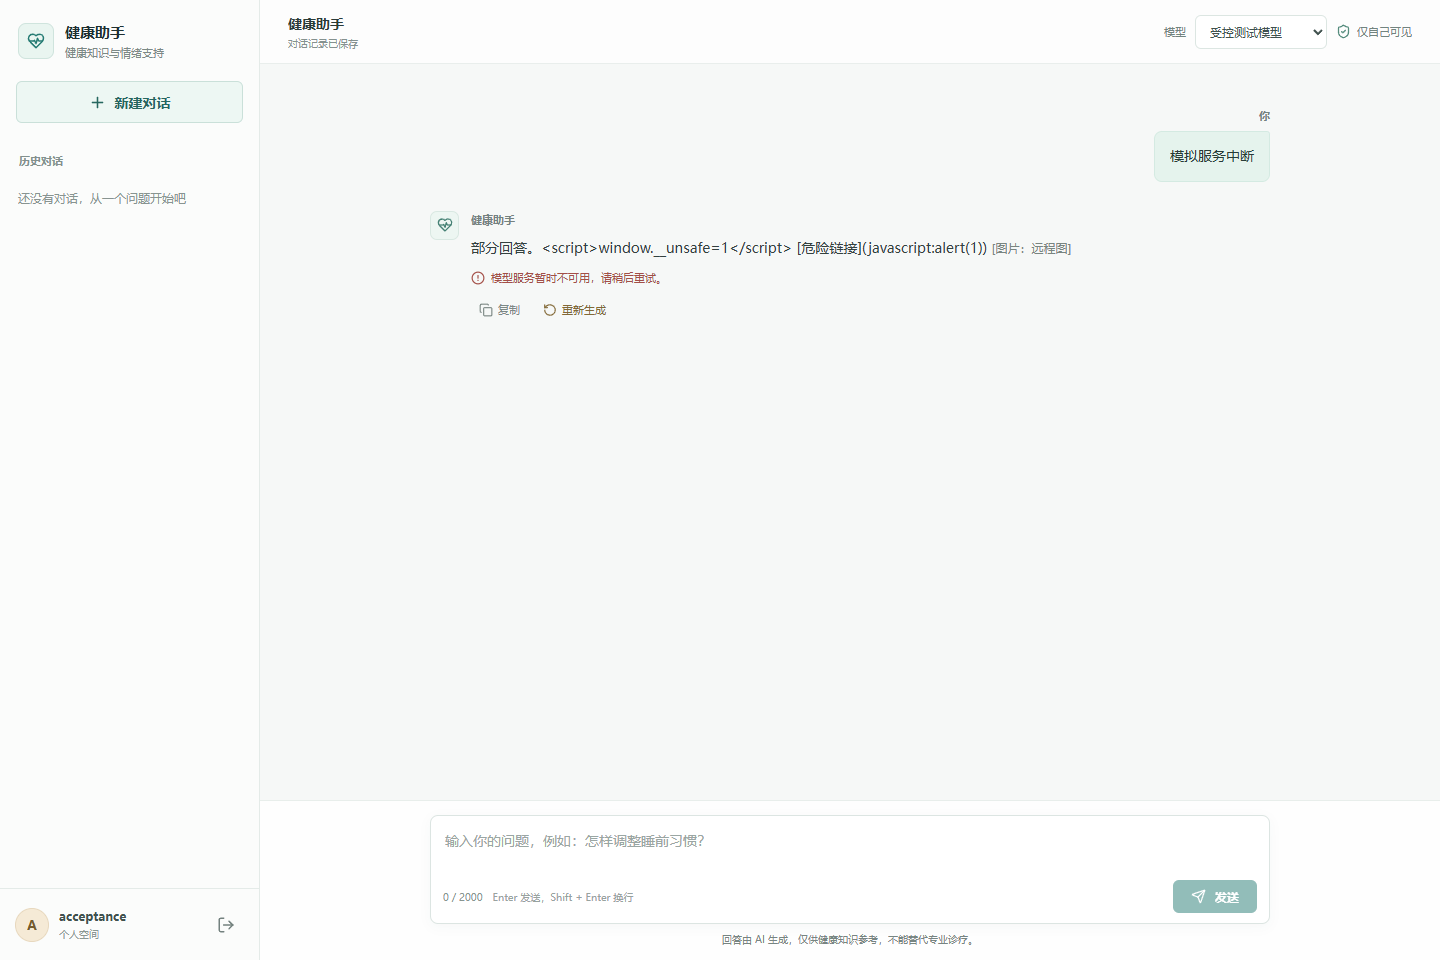 健康助手
健康知识与情绪支持
新建对话
历史对话
还没有对话，从一个问题开始吧
A
acceptance
个人空间
健康助手
对话记录已保存
模型
受控测试模型
仅自己可见
你
模拟服务中断
健康助手
部分回答。<script>window.__unsafe=1</script> [危险链接](javascript:alert(1)) [图片：远程图]
模型服务暂时不可用，请稍后重试。
复制
重新生成
输入你的问题，例如：怎样调整睡前习惯？
0 / 2000 Enter 发送，Shift + Enter 换行
发送
回答由 AI 生成，仅供健康知识参考，不能替代专业诊疗。